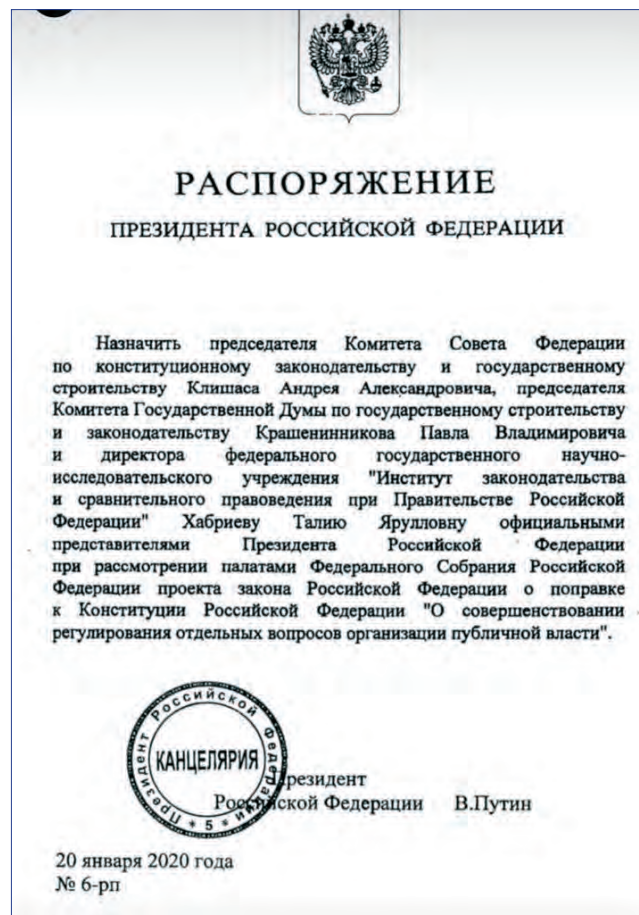 РАСПОРЯЖЕНИЕ
ПРЕЗИДЕНТА РОССИЙСКОЙ ФЕДЕРАЦИИ
Назначить председателя Комитета Совета Федерации
по конституционному законодательству и государственному
строительству Клишаса Андрея Александровича, председателя
Комитета Государственной Думы по государственному строительству
и законодательству Крашенинникова Павла Владимировича
и директора федерального государственного научно-
исследовательского учреждения "Институт законодательства
и сравнительного правоведения при Правительстве Российской
Федерации" Хабриеву Талию Ярулловну официальными
представителями Президента Российской Федерации
при рассмотрении палатами Федерального Собрания Российской
Федерации проекта закона Российской Федерации о поправке
к Конституции Российской Федерации "О совершенствовании
регулирования отдельных вопросов организации публичной власти".
Президент Российской Федерации * 5 *
КАНЦЕЛЯРИЯ
Президент
Российской Федерации В.Путин
20 января 2020 года
№ 6-рп